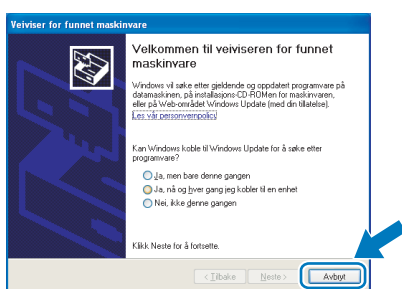 Veiviser for funnet maskinvare
Velkommen til veiviseren for funnet
maskinvare
Windows vil søke etter gjeldende og oppdatert programvare på
datamaskinen, på installasjons-CD-ROMen for maskinvaren,
eller på Web-området Windows Update (med din tillatelse).
Les vår personvernpolicy
Kan Windows koble til Windows Update for å søke etter
programvare?
Ja, men bare denne gangen
Ja, nå og hver gang jeg kobler til en enhet
Nei, ikke denne gangen
Klikk Neste for å fortsette.
< Tilbake Neste > Avbryt